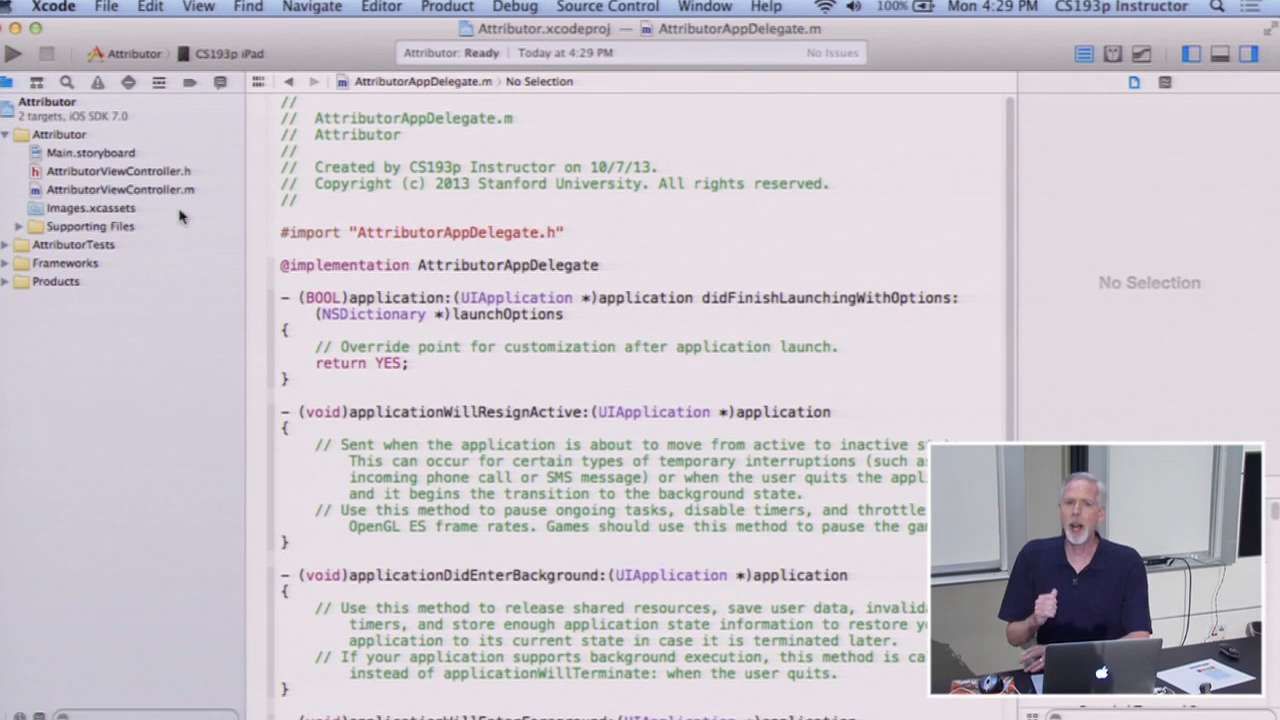 Xcode File Edit View Find Navigate Editor Product Debug Source Control Window Help 100% Mon 4:29 PM CS193p Instructor
Attributor.xcodeproj — AttributorAppDelegate.m
Attributor CS193p iPad
Attributor: Ready Today at 4:29 PM No Issues
AttributorAppDelegate.m No Selection
Attributor
2 targets, iOS SDK 7.0
Attributor
Main.storyboard
AttributorViewController.h
AttributorViewController.m
Images.xcassets
Supporting Files
AttributorTests
Frameworks
Products
//
// AttributorAppDelegate.m
// Attributor
//
// Created by CS193p Instructor on 10/7/13.
// Copyright (c) 2013 Stanford University. All rights reserved.
//
#import "AttributorAppDelegate.h"
@implementation AttributorAppDelegate
- (BOOL)application:(UIApplication *)application didFinishLaunchingWithOptions:
(NSDictionary *)launchOptions
{
// Override point for customization after application launch.
return YES;
}
- (void)applicationWillResignActive:(UIApplication *)application
{
// Sent when the application is about to move from active to inactive
This can occur for certain types of temporary interruptions (such as
incoming phone call or SMS message) or when the user quits the
and it begins the transition to the background state.
// Use this method to pause ongoing tasks, disable timers, and throttle
OpenGL ES frame rates. Games should use this method to pause the
}
- (void)applicationDidEnterBackground:(UIApplication *)application
{
// Use this method to release shared resources, save user data,
timers, and store enough application state information to restore
application to its current state in case it is terminated later.
// If your application supports background execution, this method is
instead of applicationWillTerminate: when the user quits.
}
No Selection